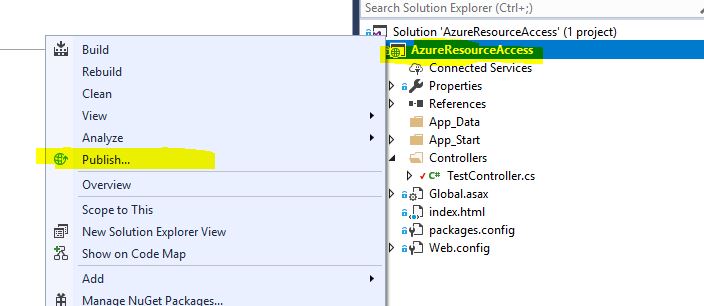 Search Solution Explorer (Ctrl+;)
Solution 'AzureResourceAccess' (1 project)
AzureResourceAccess
Connected Services
Properties
References
App_Data
App_Start
Controllers
C# TestController.cs
Global.asax
index.html
packages.config
Web.config
Build
Rebuild
Clean
View
Analyze
Publish...
Overview
Scope to This
New Solution Explorer View
Show on Code Map
Add
Manage NuGet Packages...